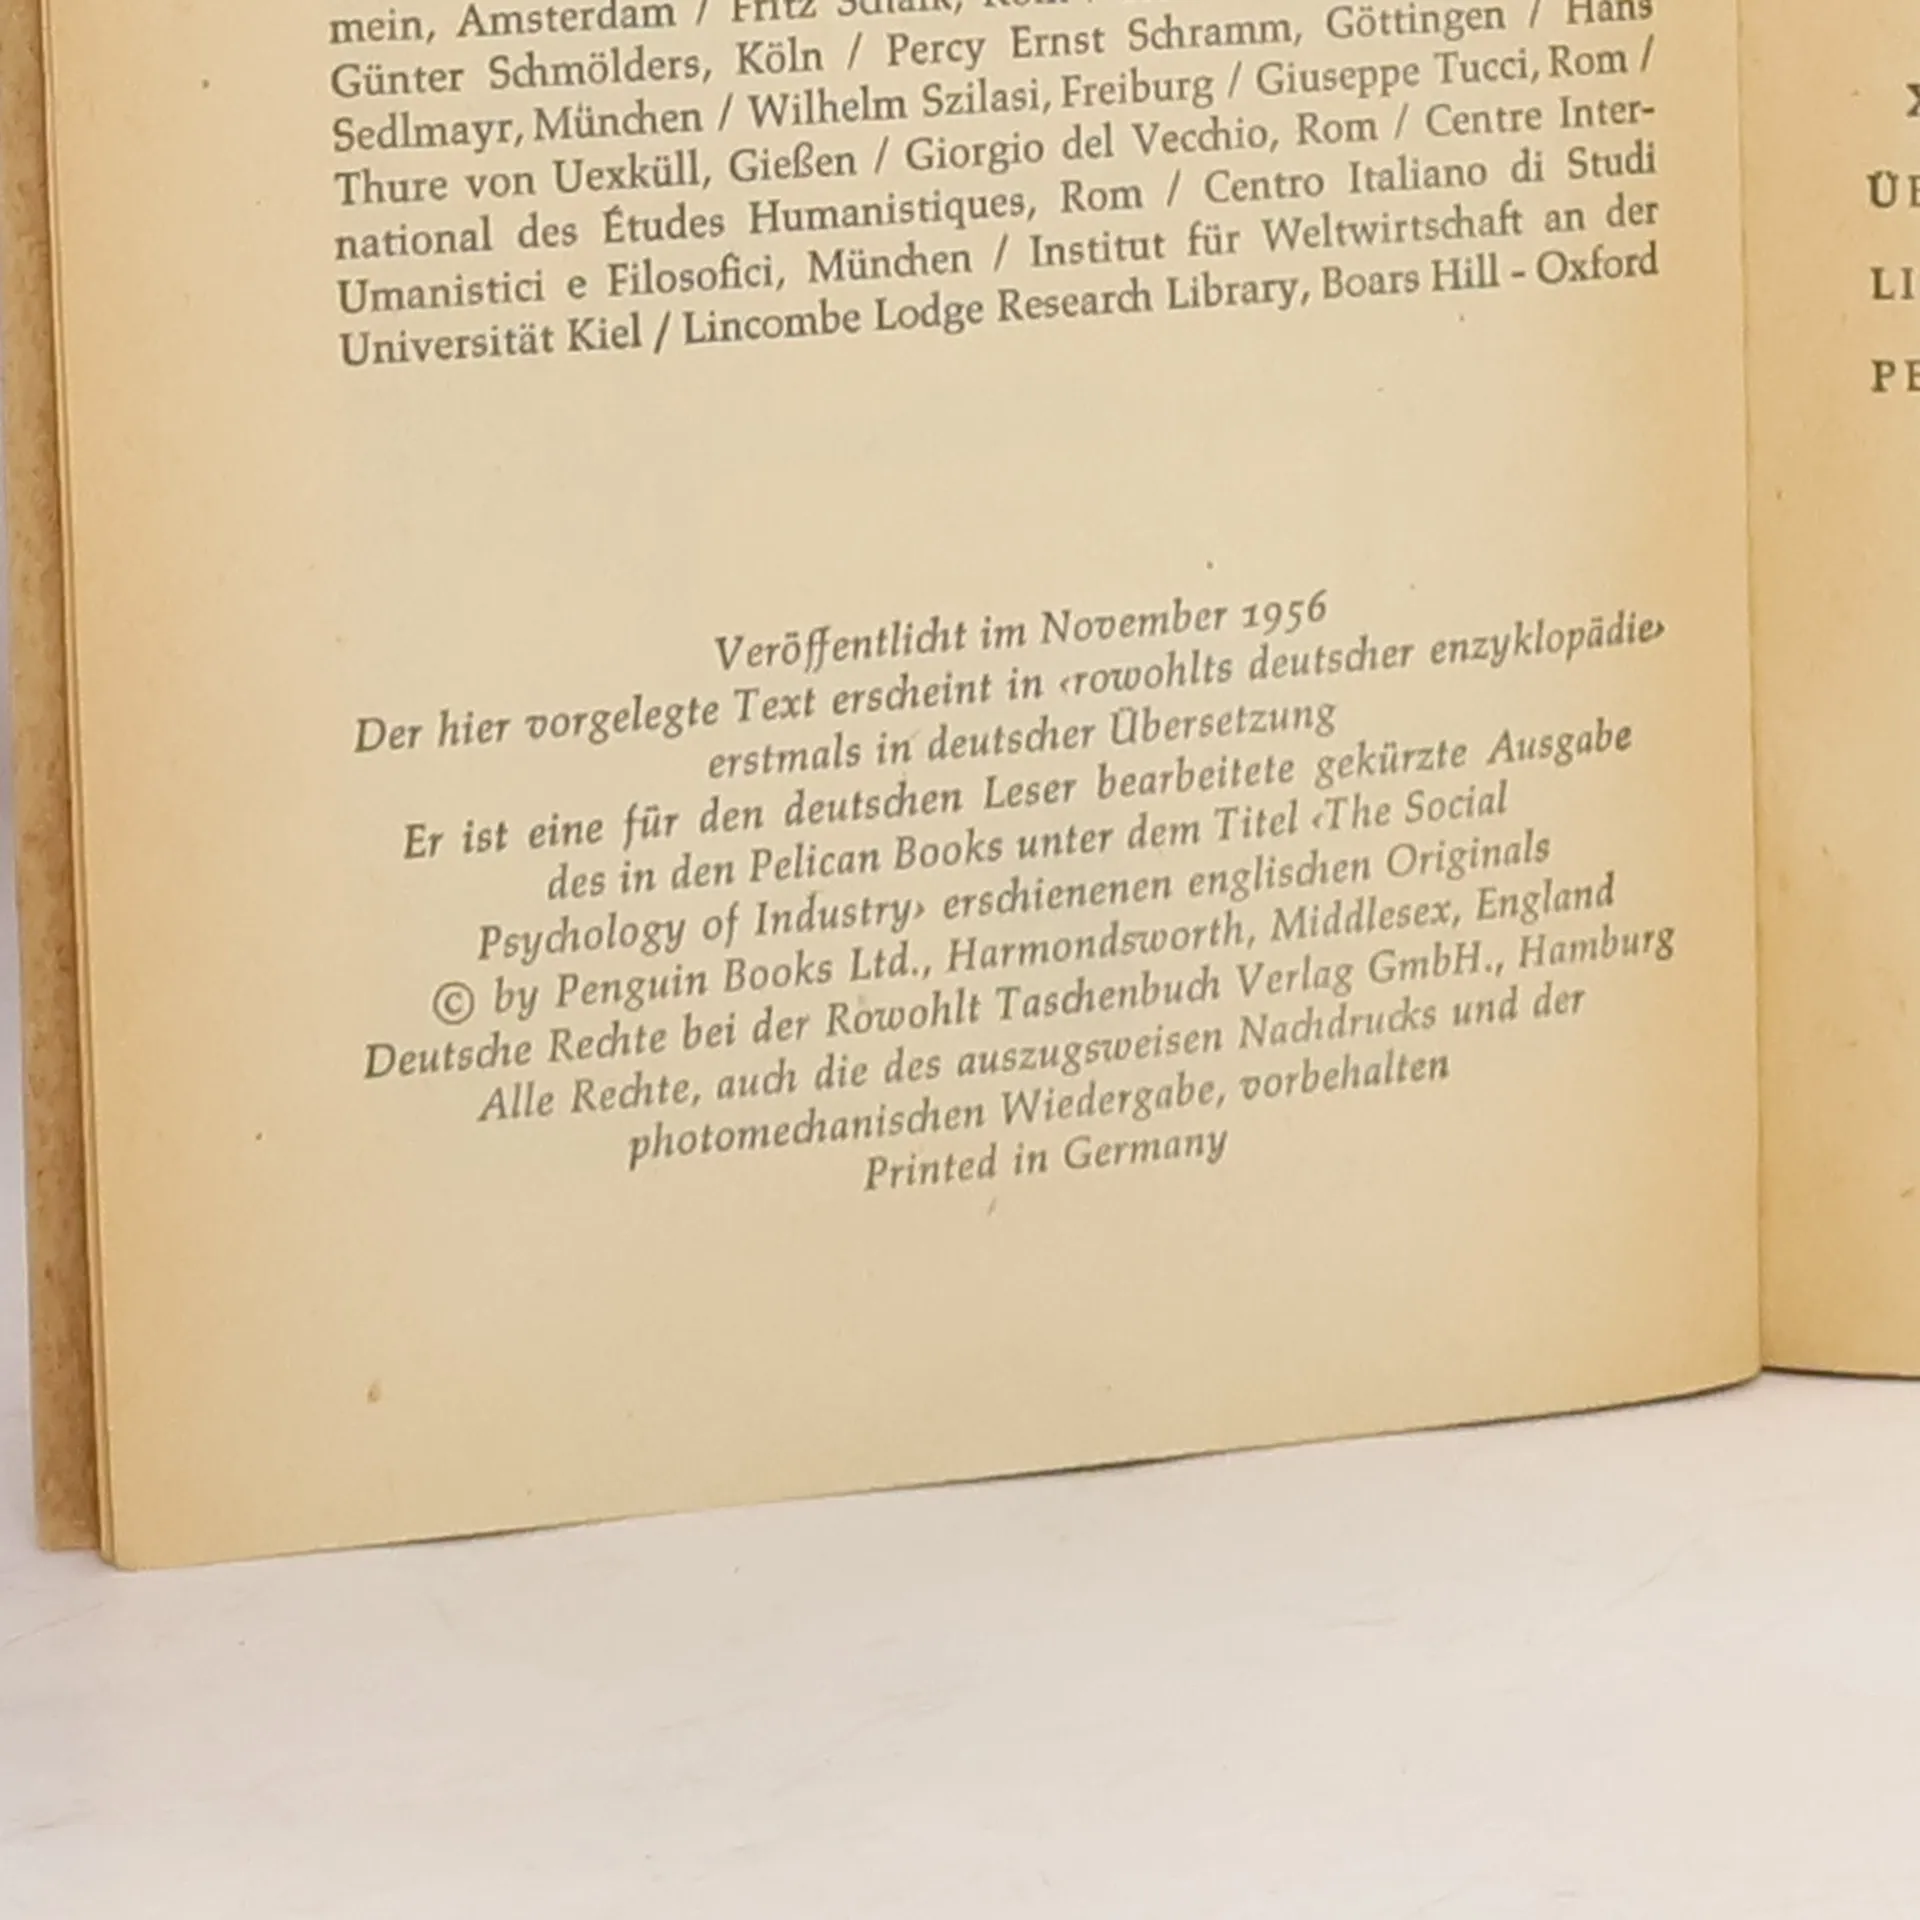 mein, Amsterdam / Fritz Schalk,
Günter Schmölders, Köln / Percy Ernst Schramm, Göttingen / Hans
Sedlmayr, München / Wilhelm Szilasi, Freiburg / Giuseppe Tucci, Rom /
Thure von Uexküll, Gießen / Giorgio del Vecchio, Rom / Centre Inter-
national des Études Humanistiques, Rom / Centro Italiano di Studi
Umanistici e Filosofici, München / Institut für Weltwirtschaft an der
Universität Kiel / Lincombe Lodge Research Library, Boars Hill - Oxford
Veröffentlicht im November 1956
Der hier vorgelegte Text erscheint in ‹rowohlts deutscher enzyklopädie›
erstmals in deutscher Übersetzung
Er ist eine für den deutschen Leser bearbeitete gekürzte Ausgabe
des in den Pelican Books unter dem Titel ‹The Social
Psychology of Industry› erschienenen englischen Originals
© by Penguin Books Ltd., Harmondsworth, Middlesex, England
Deutsche Rechte bei der Rowohlt Taschenbuch Verlag GmbH., Hamburg
Alle Rechte, auch die des auszugsweisen Nachdrucks und der
photomechanischen Wiedergabe, vorbehalten
Printed in Germany
X
ÜB
LI
PE